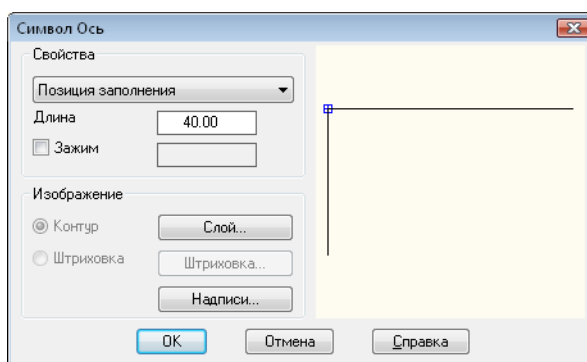 Символ Ось
Свойства
Позиция заполнения
Длина 40.00
Зажим
Изображение
Контур Слой...
Штриховка Штриховка...
Надписи...
OK Отмена Справка